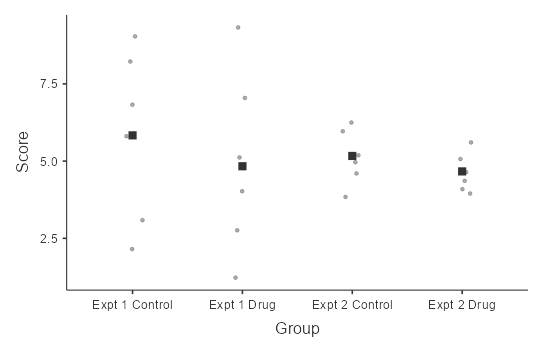 Score
7.5
5.0
2.5
Expt 1 Control Expt 1 Drug Expt 2 Control Expt 2 Drug
Group